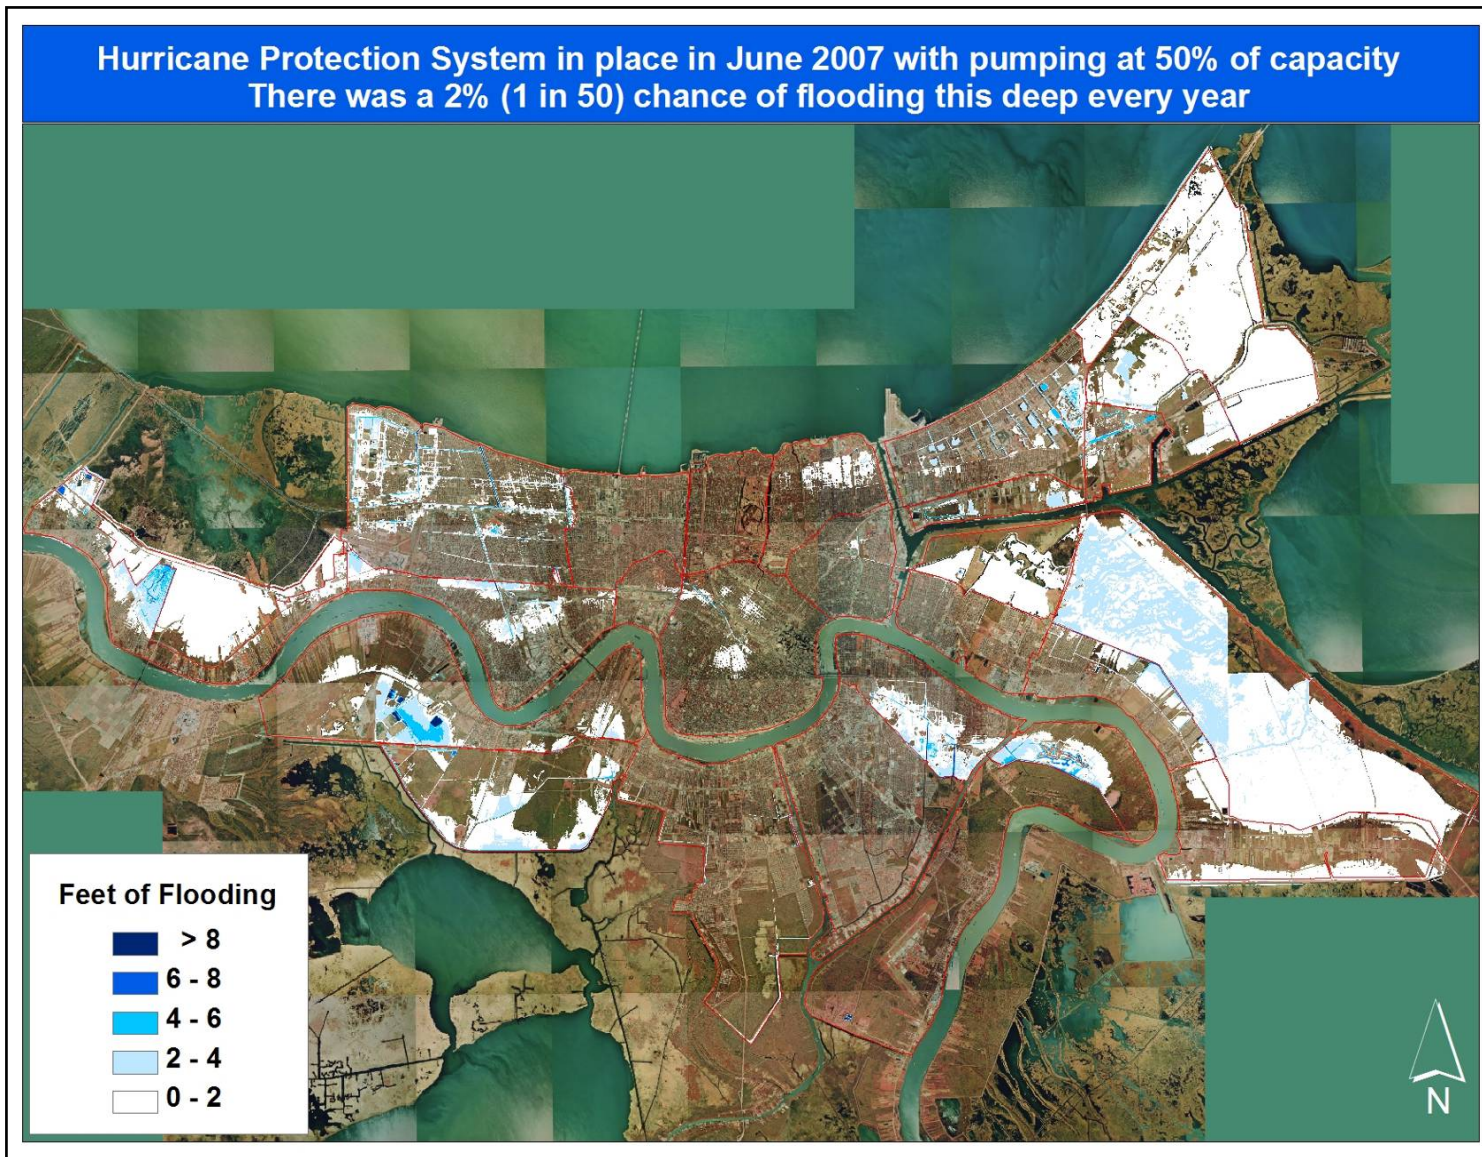 Hurricane Protection System in place in June 2007 with pumping at 50% of capacity
There was a 2% (1 in 50) chance of flooding this deep every year
Feet of Flooding
> 8
6 - 8
4 - 6
2 - 4
0 - 2
N